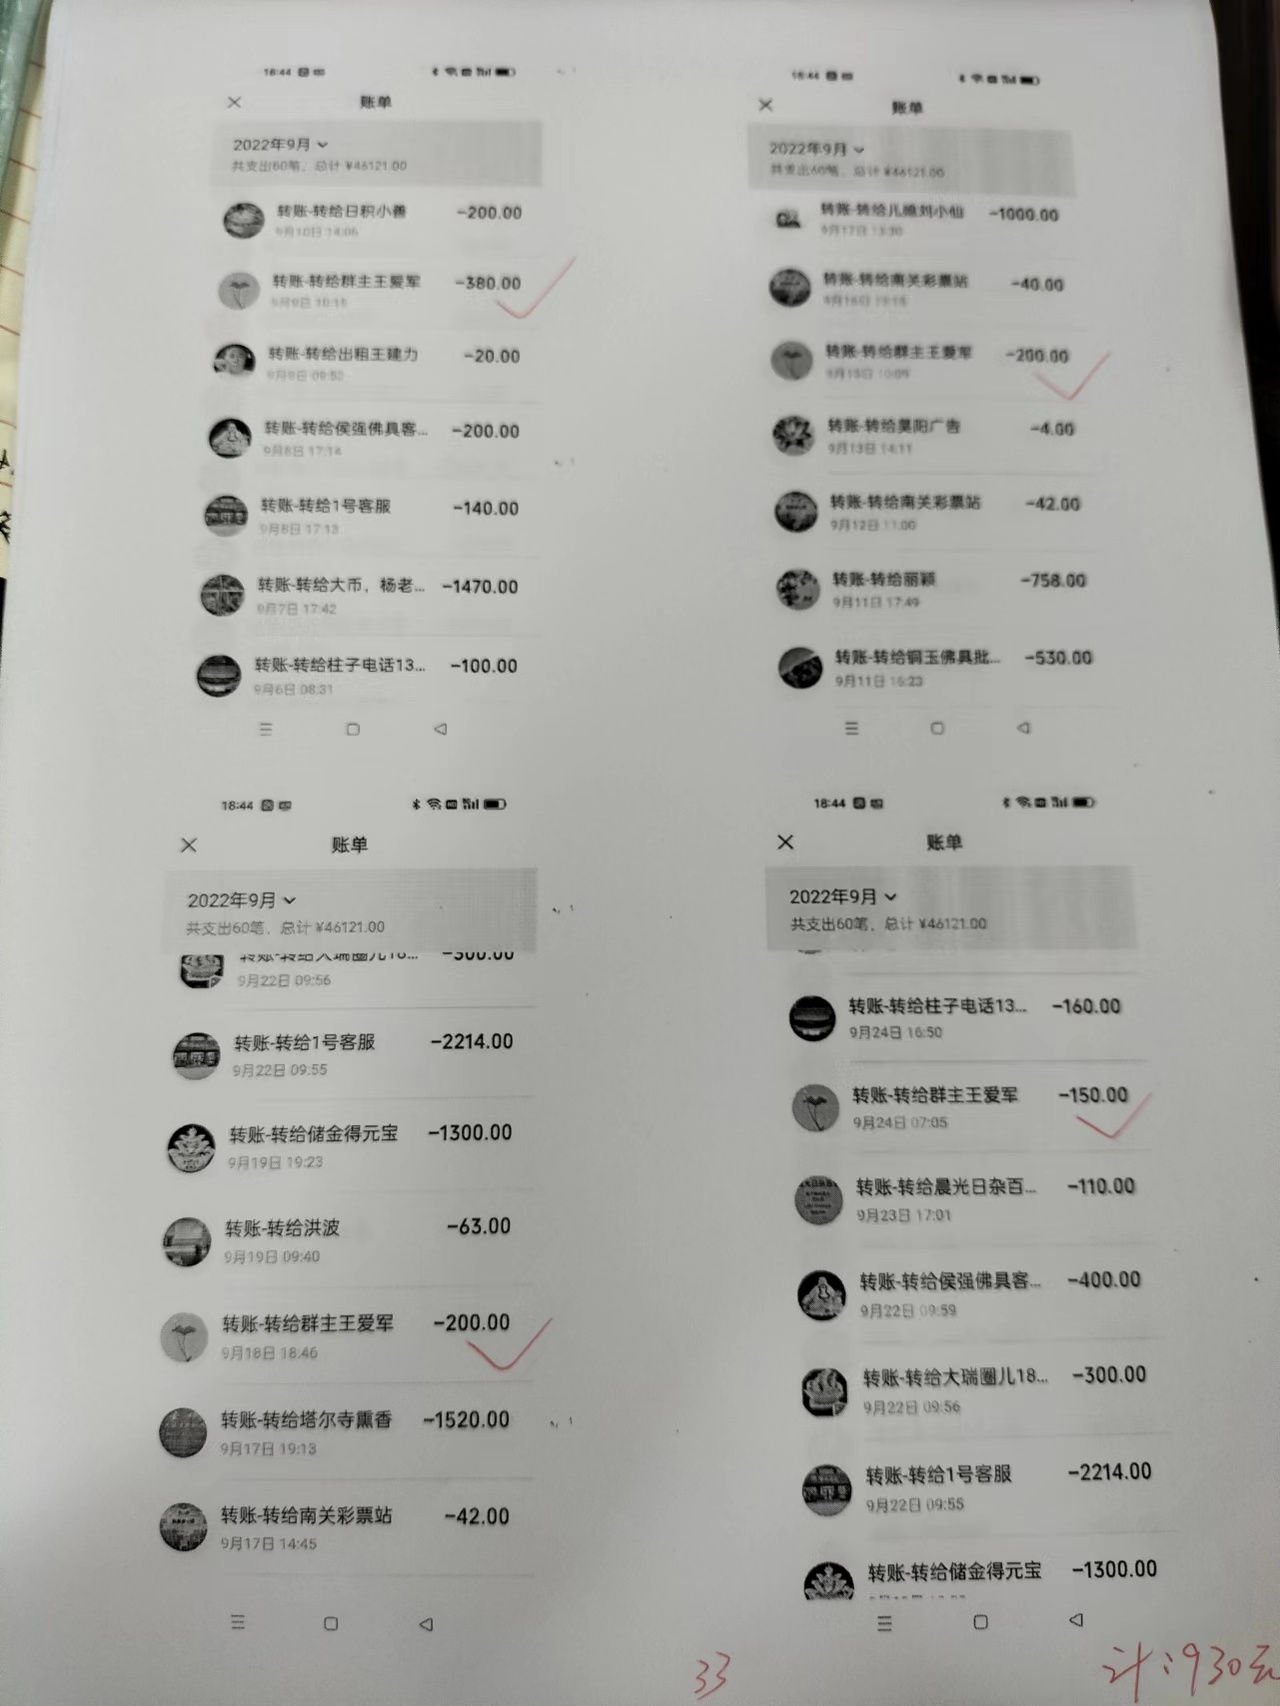 18:44
账单
2022年9月
共支出60笔，总计 ¥46121.00
转账-转给日积小善 -200.00
9月10日 14:06
转账-转给群主王爱军 -380.00
9月9日 10:15
转账-转给出租王建力 -20.00
9月9日 09:52
转账-转给侯强佛具客... -200.00
9月8日 17:14
转账-转给1号客服 -140.00
9月8日 17:13
转账-转给大币，杨老... -1470.00
9月7日 17:42
转账-转给柱子电话13... -100.00
9月6日 08:31
18:44
账单
2022年9月
共支出60笔，总计 ¥46121.00
转账-转给儿媳刘小仙 -1000.00
9月17日
转账-转给南关彩票站 -40.00
转账-转给群主王爱军 -200.00
转账-转给昊阳广告 -4.00
9月13日 14:11
转账-转给南关彩票站 -42.00
9月12日 11:00
转账-转给丽颖 -758.00
9月11日 17:49
转账-转给铜玉佛具批... -530.00
9月11日 16:23
18:44
账单
2022年9月
共支出60笔，总计 ¥46121.00
转账-转给大瑞圈儿18... -300.00
9月22日 09:56
转账-转给1号客服 -2214.00
9月22日 09:55
转账-转给储金得元宝 -1300.00
9月19日 19:23
转账-转给洪波 -63.00
9月19日 09:40
转账-转给群主王爱军 -200.00
9月18日 18:46
转账-转给塔尔寺熏香 -1520.00
9月17日 19:13
转账-转给南关彩票站 -42.00
9月17日 14:45
18:44
账单
2022年9月
共支出60笔，总计 ¥46121.00
转账-转给柱子电话13... -160.00
9月24日 16:50
转账-转给群主王爱军 -150.00
9月24日 07:05
转账-转给晨光日杂百... -110.00
9月23日 17:01
转账-转给侯强佛具客... -400.00
9月22日 09:59
转账-转给大瑞圈儿18... -300.00
9月22日 09:56
转账-转给1号客服 -2214.00
9月22日 09:55
转账-转给储金得元宝 -1300.00
33
计:930元